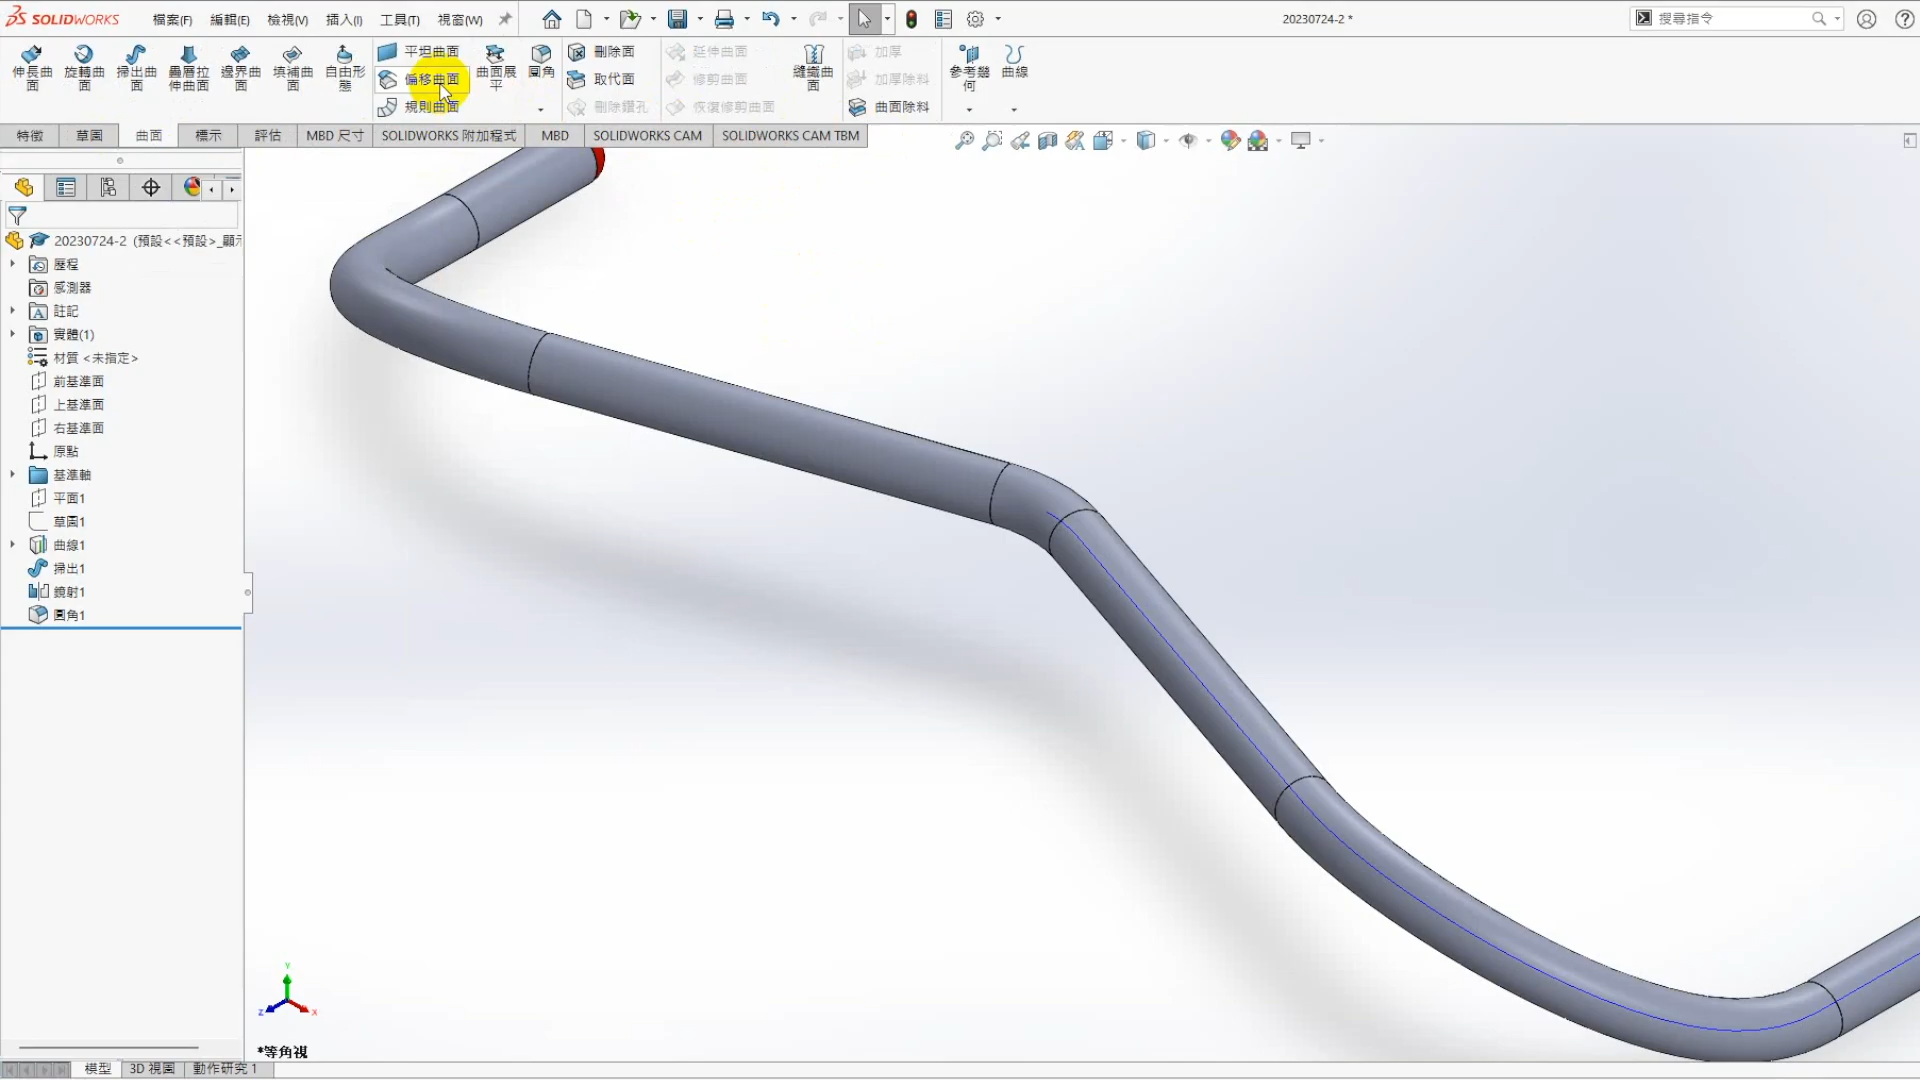 SOLIDWORKS 檔案(F) 編輯(E) 檢視(V) 插入(I) 工具(T) 視窗(W) 20230724-2 * 搜尋指令
伸長曲面 旋轉曲面 掃出曲面 疊層拉伸曲面 邊界曲面 填補曲面 自由形態 平坦曲面 偏移曲面 規則曲面 曲面展平 圓角 刪除面 取代面 刪除鑽孔 延伸曲面 修剪曲面 恢復修剪曲面 縫織曲面 加厚 加厚除料 曲面除料 參考幾何 曲線
特徵 草圖 曲面 標示 評估 MBD 尺寸 SOLIDWORKS 附加程式 MBD SOLIDWORKS CAM SOLIDWORKS CAM TBM
20230724-2 (預設<<預設>_顯示
歷程
感測器
註記
實體(1)
材質 <未指定>
前基準面
上基準面
右基準面
原點
基準軸
平面1
草圖1
曲線1
掃出1
鏡射1
圓角1
Y
Z
X
*等角視
模型 3D 視圖 動作研究 1